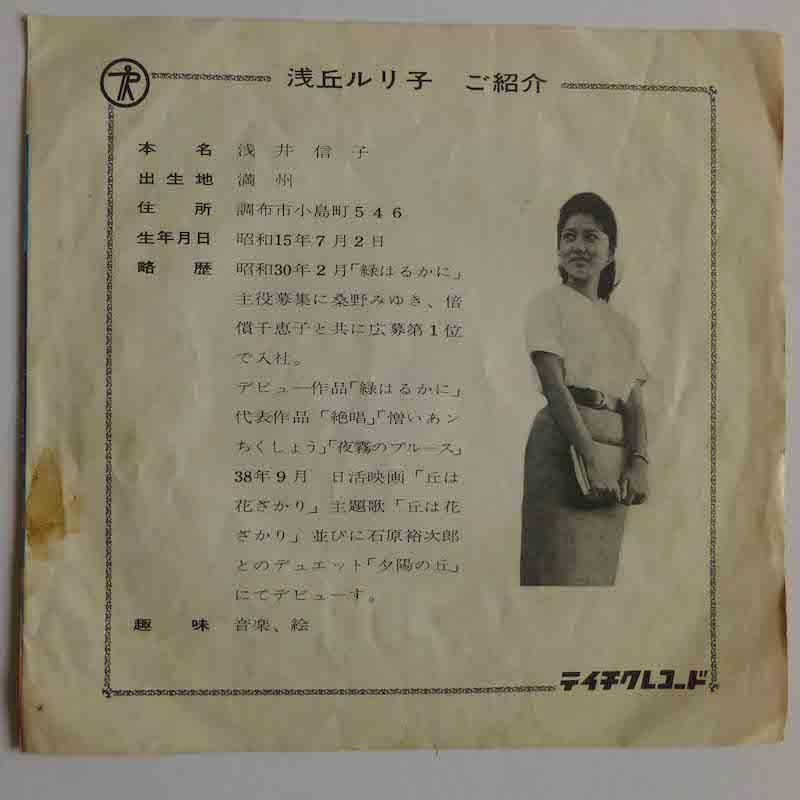 浅丘ルリ子 ご紹介
本名 浅井信子
出生地 満州
住所 調布市小島町546
生年月日 昭和15年7月2日
略歴 昭和30年2月「緑はるかに」
主役募集に桑野みゆき、倍
償千恵子と共に広募第1位
で入社。
デビュー作品「緑はるかに」
代表作品「絶唱」「憎いあン
ちくしょう」「夜霧のブルース」
38年9月 日活映画「丘は
花ざかり」主題歌「丘は花
ざかり」並びに石原裕次郎
とのデュエット「夕陽の丘」
にてデビューす。
趣味 音楽、絵
テイチクレコード